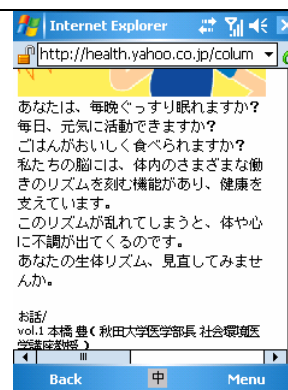 Internet Explorer
http://health.yahoo.co.jp/colum
あなたは、毎晩ぐっすり眠れますか?
毎日、元気に活動できますか?
ごはんがおいしく食べられますか?
私たちの脳には、体内のさまざまな働
きのリズムを刻む機能があり、健康を
支えています。
このリズムが乱れてしまうと、体や心
に不調が出てくるのです。
あなたの生体リズム、見直してみませ
んか。
お話/
vol.1 本橋 豊( 秋田大学医学部長 社会環境医
学講座教授 )
Back 中 Menu